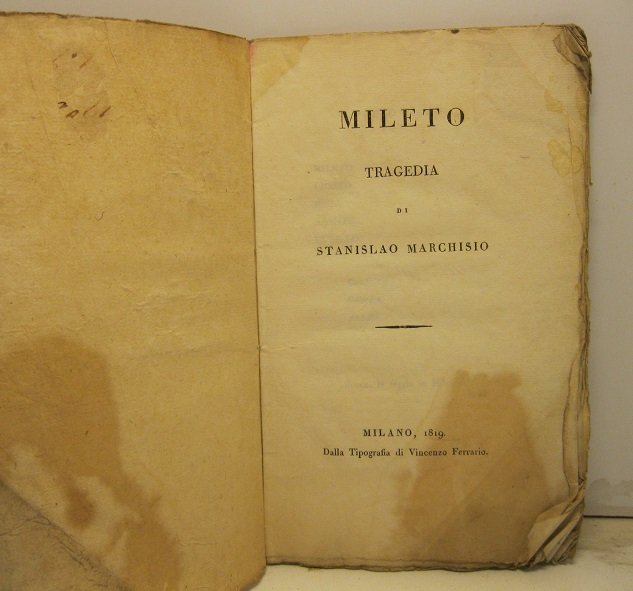 MILETO
TRAGEDIA
DI
STANISLAO MARCHISIO
MILANO, 1819.
Dalla Tipografia di Vincenzo Ferrario.